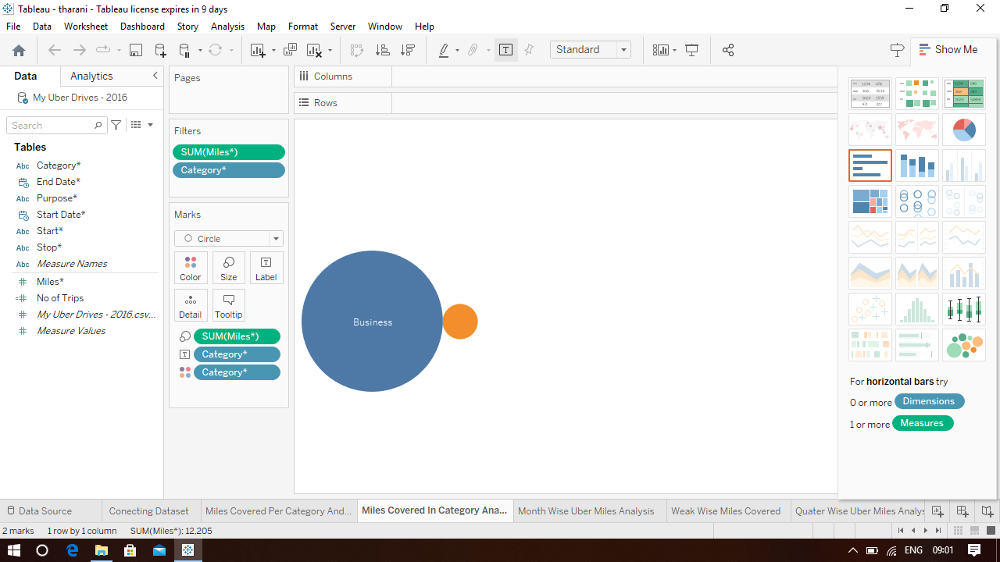 Tableau - tharani - Tableau license expires in 9 days
File Data Worksheet Dashboard Story Analysis Map Format Server Window Help
Standard
Show Me
Data Analytics
My Uber Drives - 2016
Search
Tables
Abc Category*
End Date*
Abc Purpose*
Start Date*
Abc Start*
Abc Stop*
Abc Measure Names
Miles*
No of Trips
My Uber Drives - 2016.csv...
Measure Values
Pages
Filters
SUM(Miles*)
Category*
Marks
Circle
Color Size Label
Detail Tooltip
SUM(Miles*)
Category*
Category*
Columns
Rows
Business
For horizontal bars try
0 or more Dimensions
1 or more Measures
Data Source Conecting Dataset Miles Covered Per Category And... Miles Covered In Category Ana... Month Wise Uber Miles Analysis Weak Wise Miles Covered Quater Wise Uber Miles Analys
2 marks 1 row by 1 column SUM(Miles*): 12,205
ENG 09:01